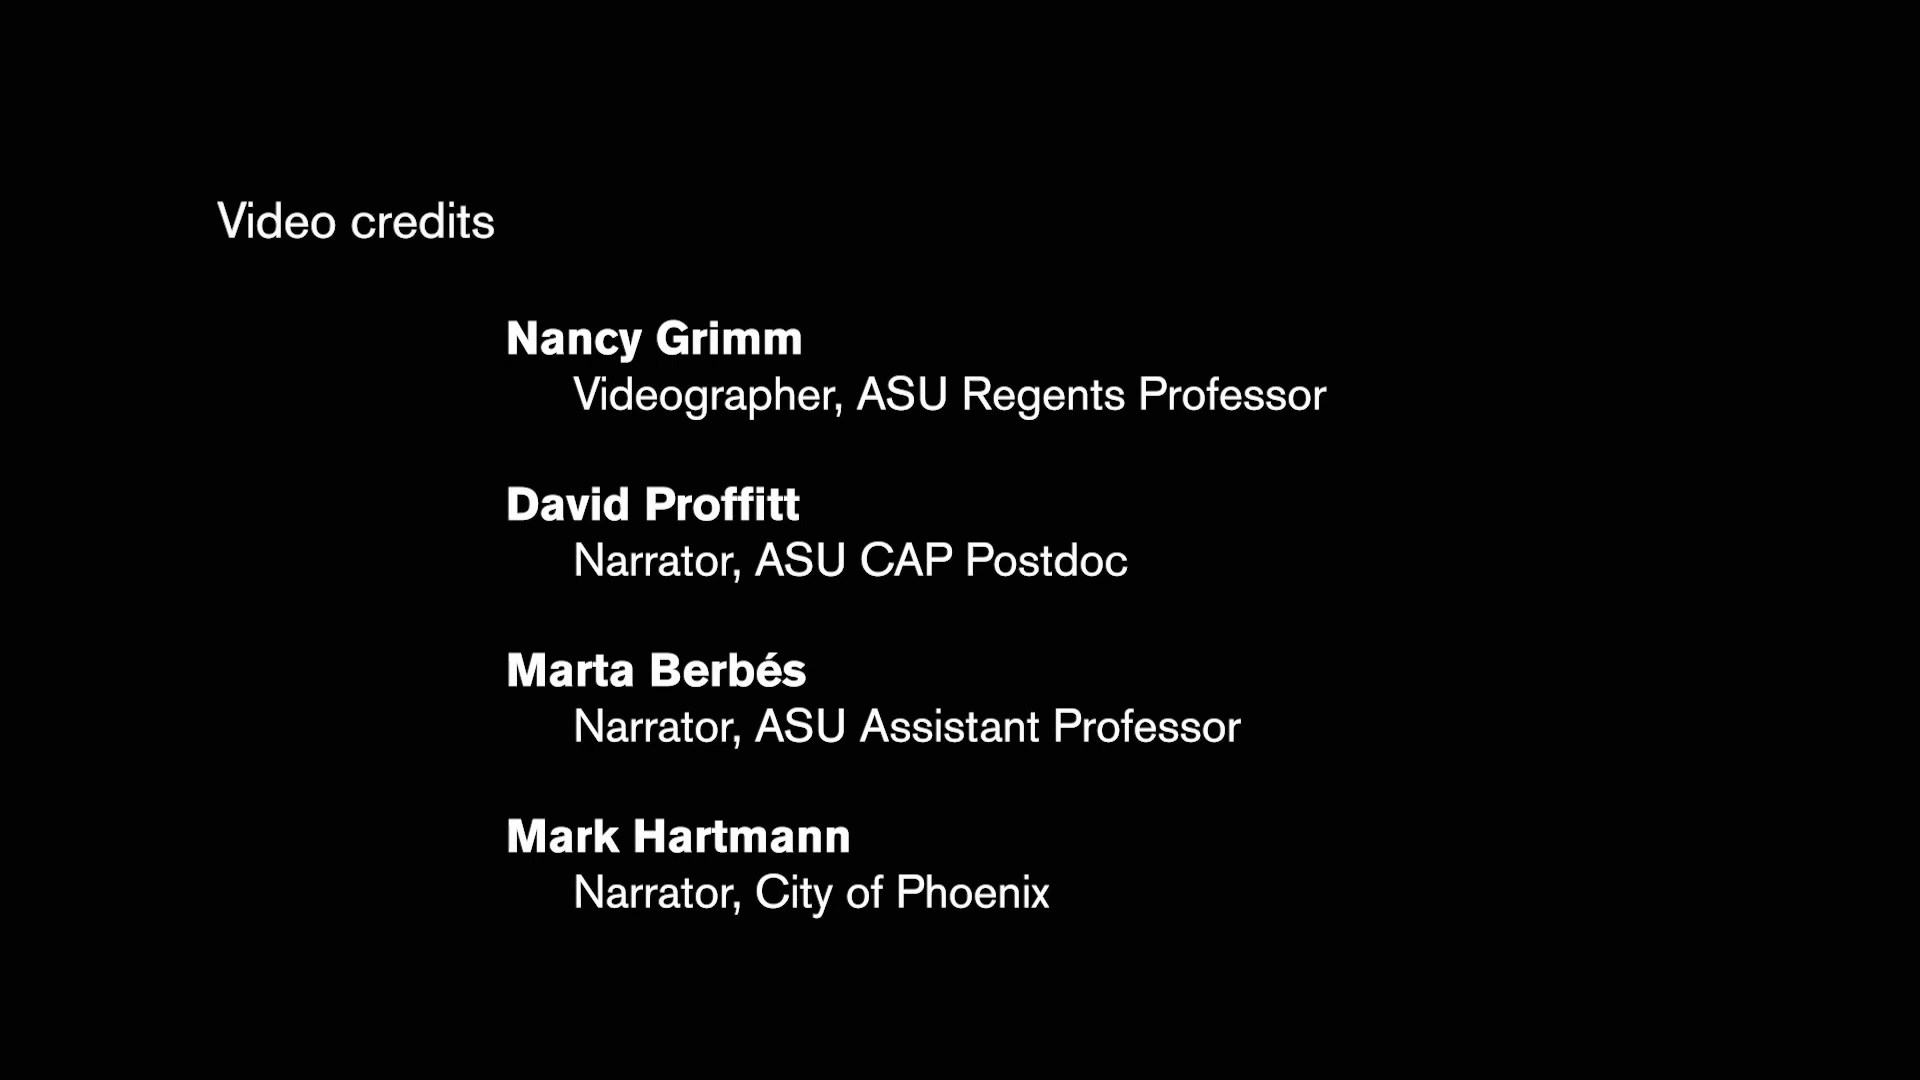 Video credits
Nancy Grimm
Videographer, ASU Regents Professor
David Proffitt
Narrator, ASU CAP Postdoc
Marta Berbés
Narrator, ASU Assistant Professor
Mark Hartmann
Narrator, City of Phoenix